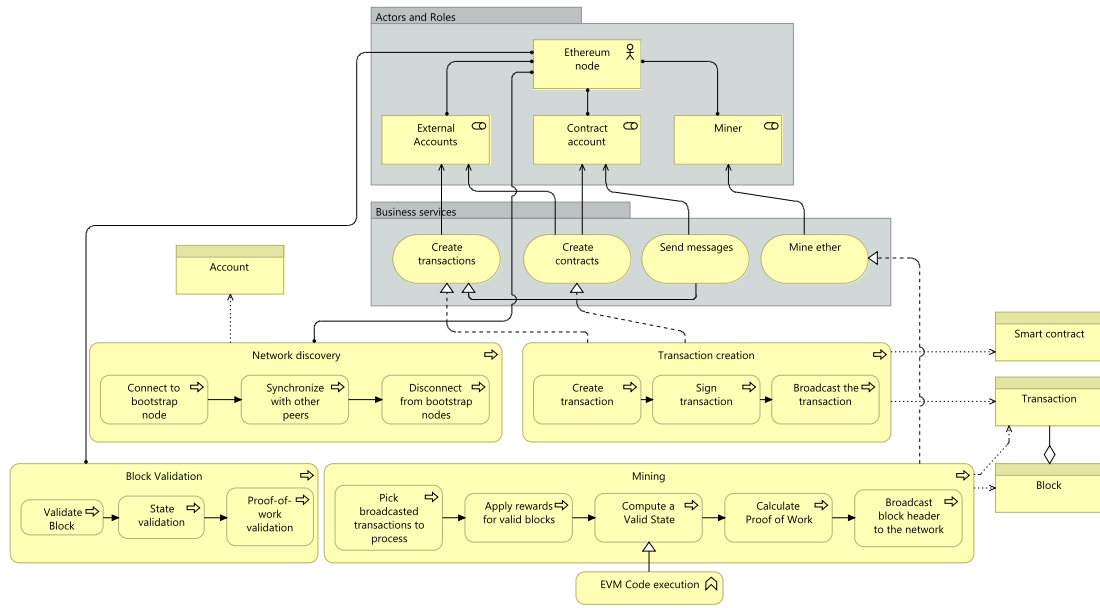 Actors and Roles
Ethereum
node
External
Accounts
Contract
account
Miner
Business services
Create
transactions
Create
contracts
Send messages
Mine ether
Account
Smart contract
Network discovery
Connect to
bootstrap
node
Synchronize
with other
peers
Disconnect
from bootstrap
nodes
Transaction creation
Create
transaction
Sign
transaction
Broadcast the
transaction
Transaction
Block Validation
Validate
Block
State
validation
Proof-of-
work
validation
Mining
Pick
broadcasted
transactions to
process
Apply rewards
for valid blocks
Compute a
Valid State
Calculate
Proof of Work
Broadcast
block header
to the network
Block
EVM Code execution